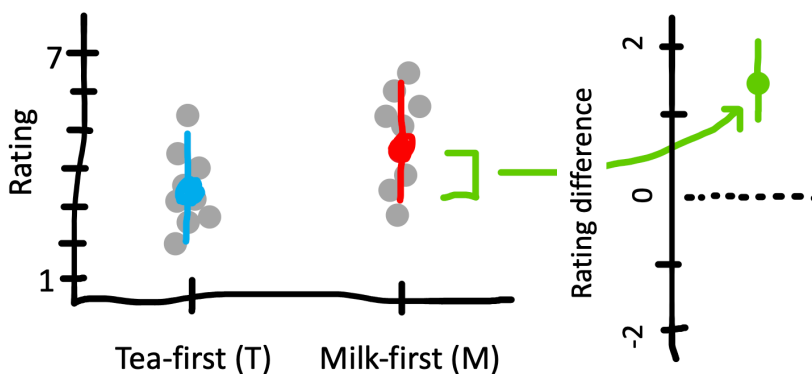 Rating
7
1
Tea-first (T)
Milk-first (M)
Rating difference
2
0
-2